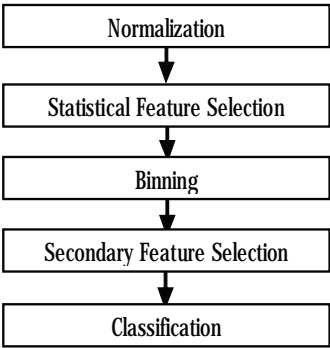 Normalization
Statistical Feature Selection
Binning
Secondary Feature Selection
Classification